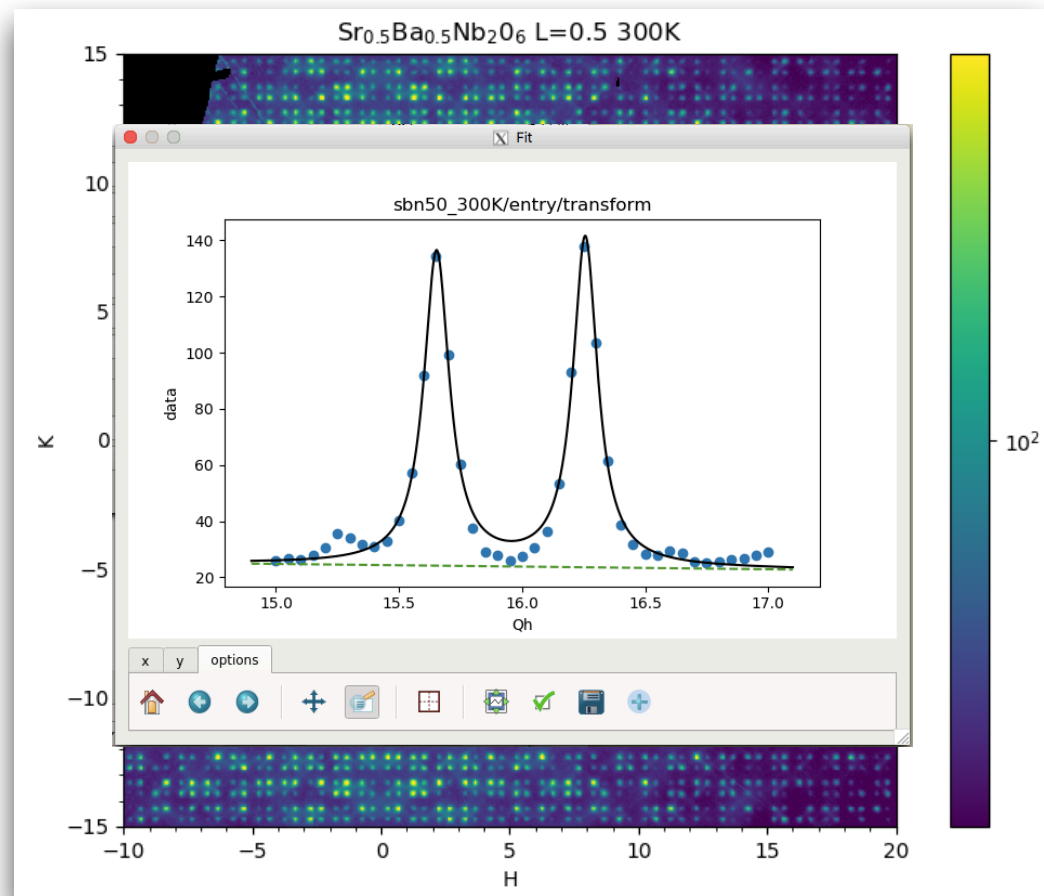 Sr₀.₅Ba₀.₅Nb₂0₆ L=0.5 300K
15
10
5
0
−5
−10
−15
K
−10
−5
0
5
10
15
20
H
10²
Fit
sbn50_300K/entry/transform
140
120
100
80
60
40
20
data
15.0
15.5
16.0
16.5
17.0
Qh
x
y
options